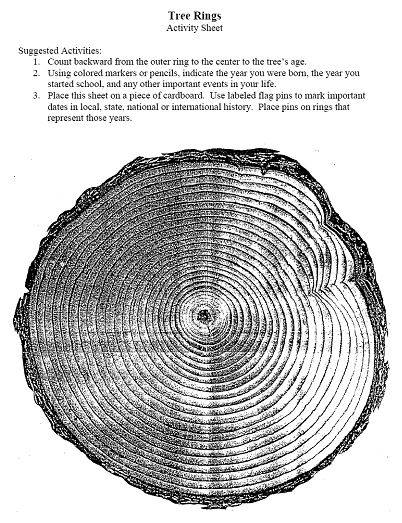 Tree Rings
Activity Sheet
Suggested Activities:
1. Count backward from the outer ring to the center to the tree's age.
2. Using colored markers or pencils, indicate the year you were born, the year you
started school, and any other important events in your life.
3. Place this sheet on a piece of cardboard. Use labeled flag pins to mark important
dates in local, state, national or international history. Place pins on rings that
represent those years.